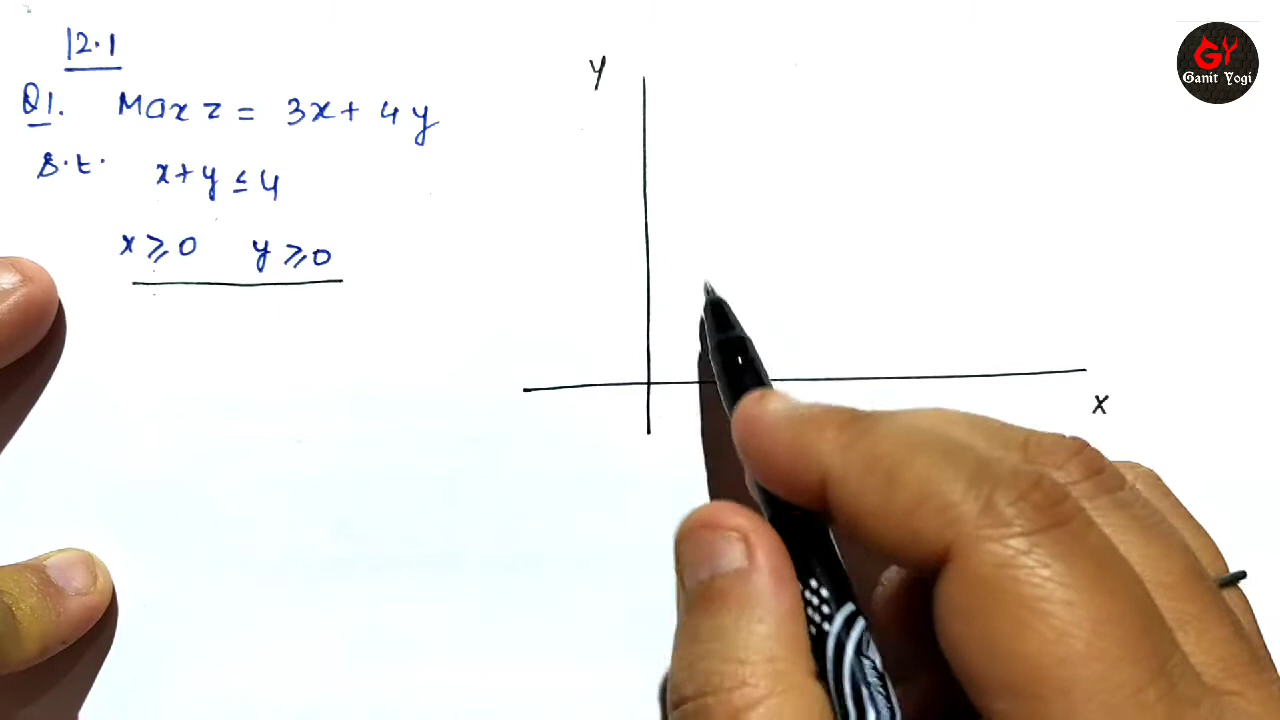 12.1
Q1. Max z = 3x + 4y
s.t. x + y ≤ 4
x ≥ 0 y ≥ 0
Y
X
GY
Ganit Yogi